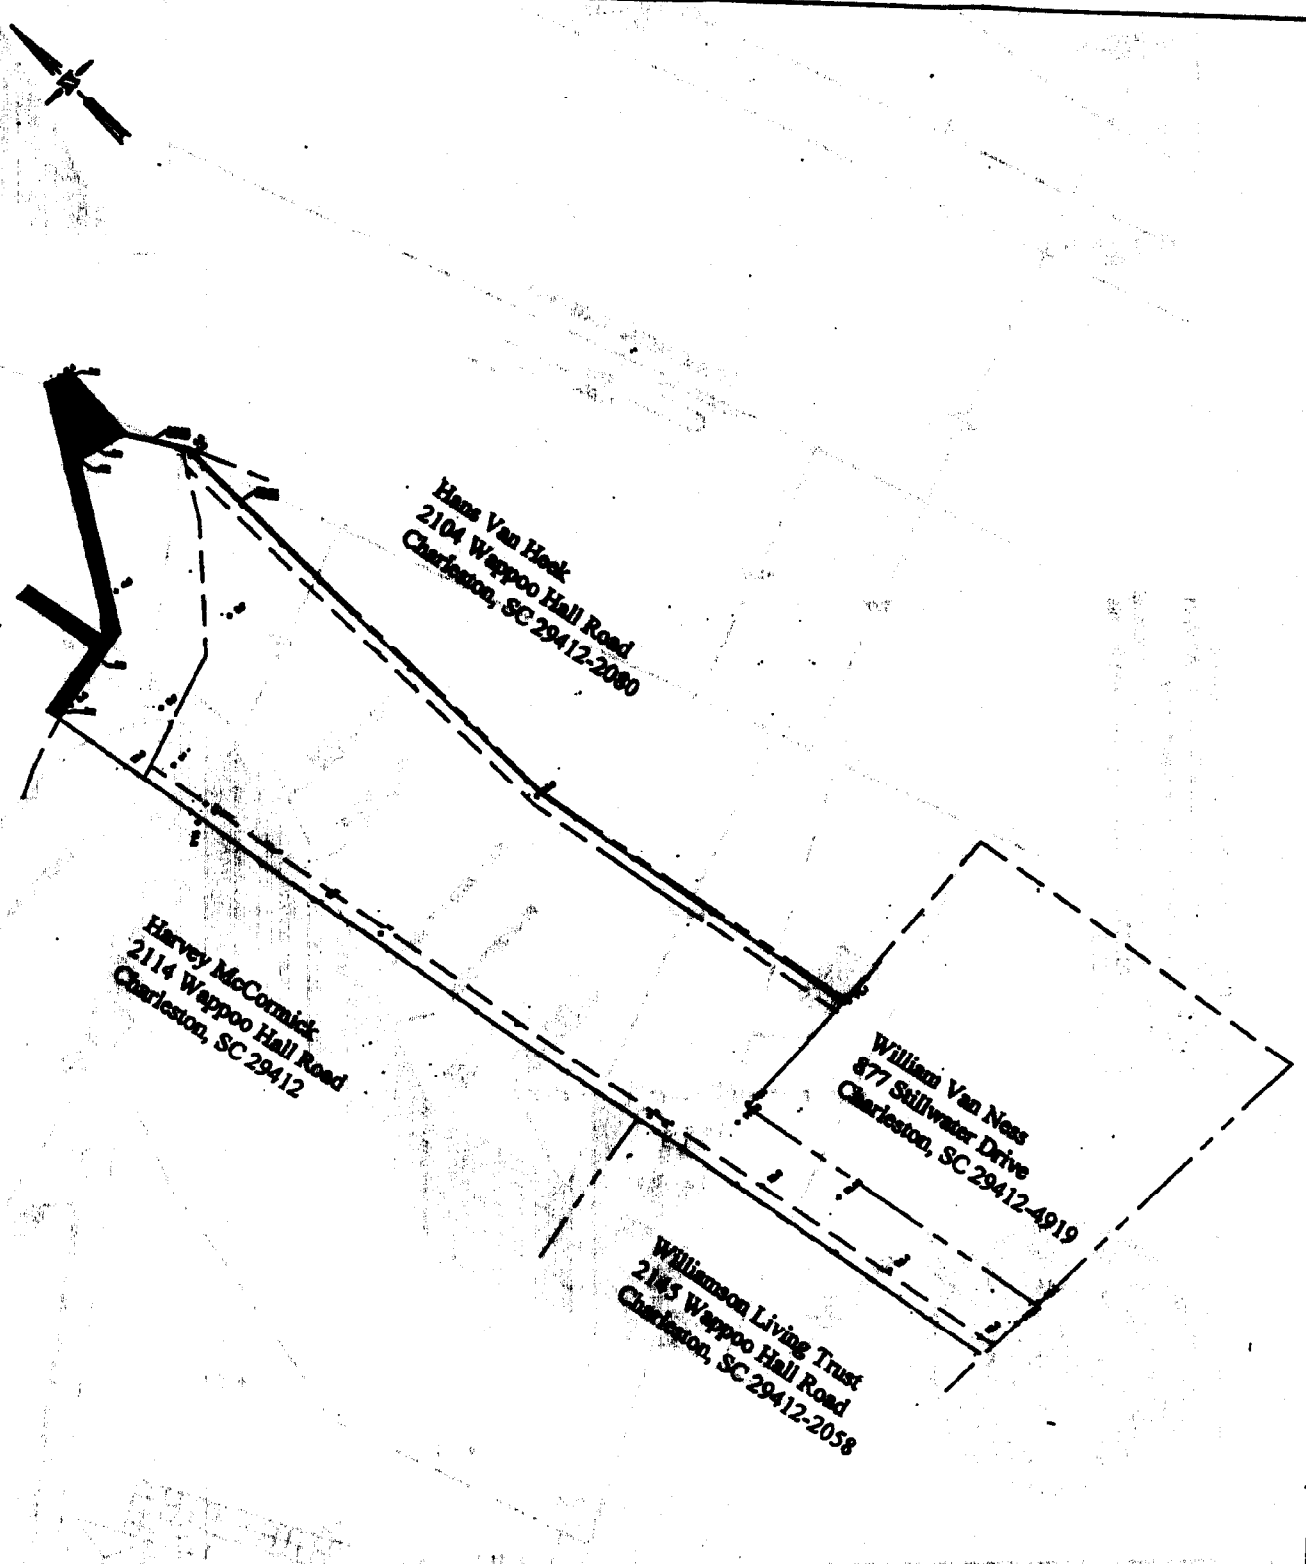 Hans Van Heek
2104 Wappoo Hall Road
Charleston, SC 29412-2080
Harvey McCormick
2114 Wappoo Hall Road
Charleston, SC 29412
William Van Ness
877 Stillwater Drive
Charleston, SC 29412-4919
Williamson Living Trust
2145 Wappoo Hall Road
Charleston, SC 29412-2058